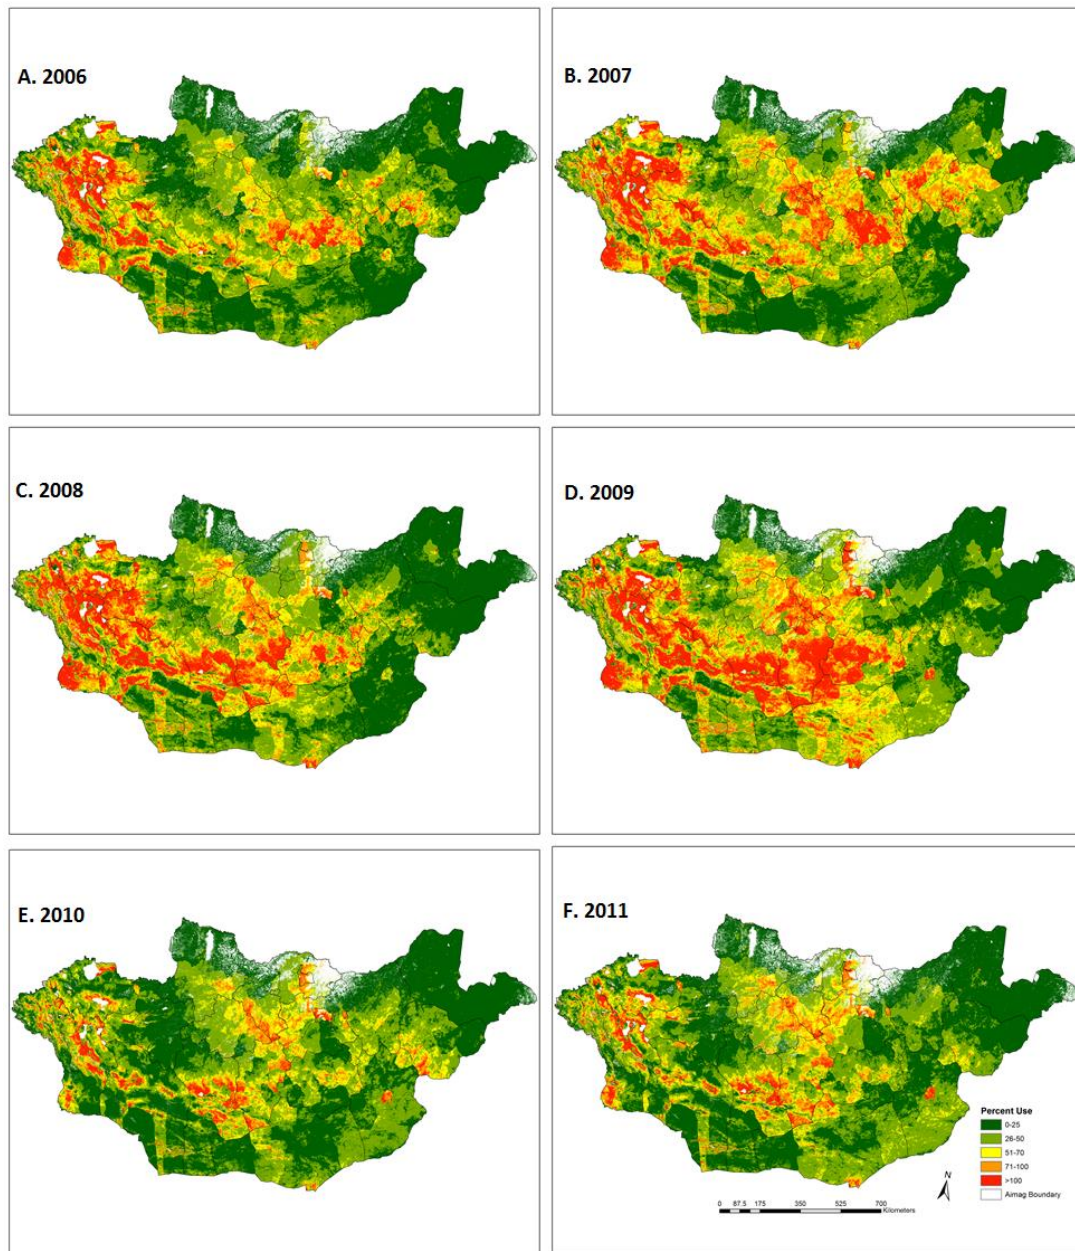 A. 2006
B. 2007
C. 2008
D. 2009
E. 2010
F. 2011
Percent Use
0-25
26-50
51-70
71-100
>100
Aimag Boundary
N
0 87.5 175 350 525 700
Kilometers